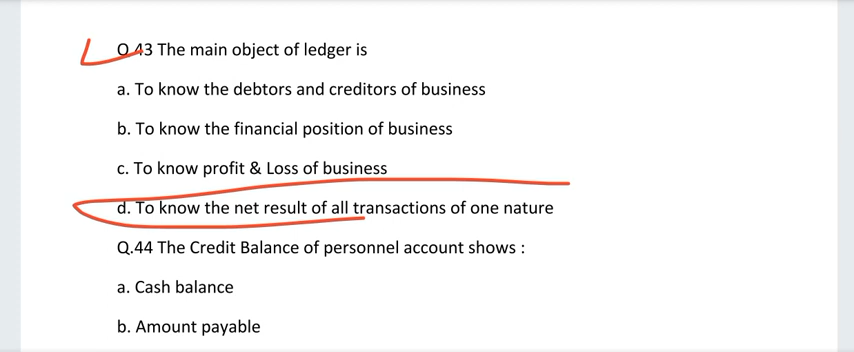 Q.43 The main object of ledger is
a. To know the debtors and creditors of business
b. To know the financial position of business
c. To know profit & Loss of business
d. To know the net result of all transactions of one nature
Q.44 The Credit Balance of personnel account shows :
a. Cash balance
b. Amount payable